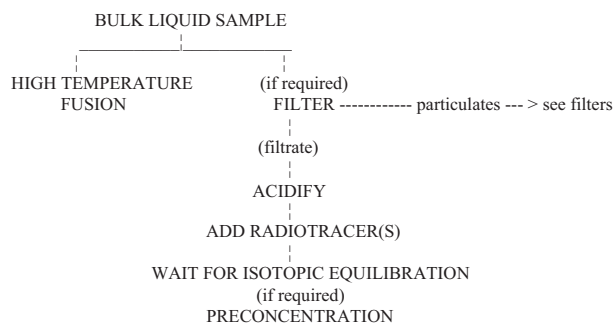 BULK LIQUID SAMPLE
HIGH TEMPERATURE
FUSION
(if required)
FILTER ------------ particulates --- > see filters
(filtrate)
ACIDIFY
ADD RADIOTRACER(S)
WAIT FOR ISOTOPIC EQUILIBRATION
(if required)
PRECONCENTRATION